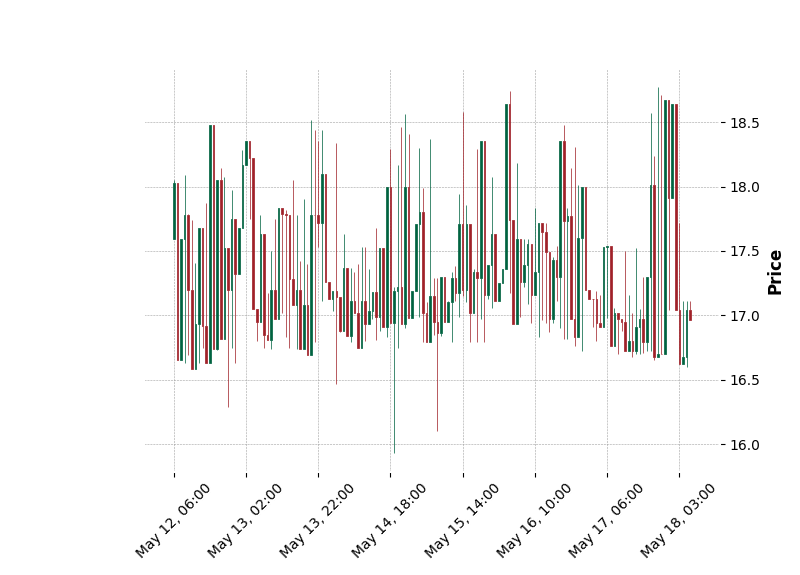 18.5
18.0
17.5
17.0
16.5
16.0
Price
May 12, 06:00
May 13, 02:00
May 13, 22:00
May 14, 18:00
May 15, 14:00
May 16, 10:00
May 17, 06:00
May 18, 03:00